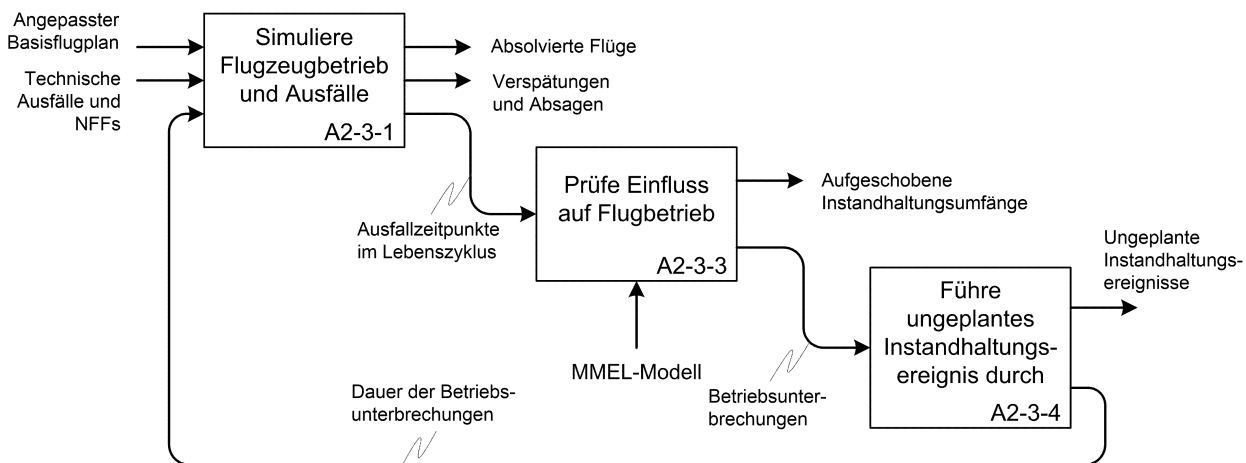 Angepasster
Basisflugplan
Technische
Ausfälle und
NFFs
Simuliere
Flugzeugbetrieb
und Ausfälle
A2-3-1
Absolvierte Flüge
Verspätungen
und Absagen
Ausfallzeitpunkte
im Lebenszyklus
Prüfe Einfluss
auf Flugbetrieb
A2-3-3
Aufgeschobene
Instandhaltungsumfänge
MMEL-Modell
Betriebsunter-
brechungen
Führe
ungeplantes
Instandhaltungs-
ereignis durch
A2-3-4
Ungeplante
Instandhaltungs-
ereignisse
Dauer der Betriebs-
unterbrechungen